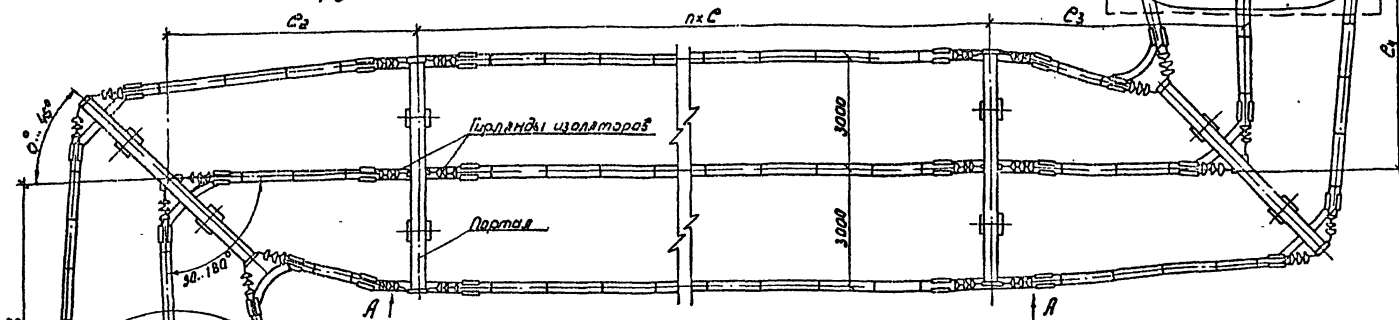 ℓ₂
n×ℓ
ℓ₃
ℓ₄
0°...45°
Гирлянды изоляторов
3000
Портал
3000
90..180°
А
А